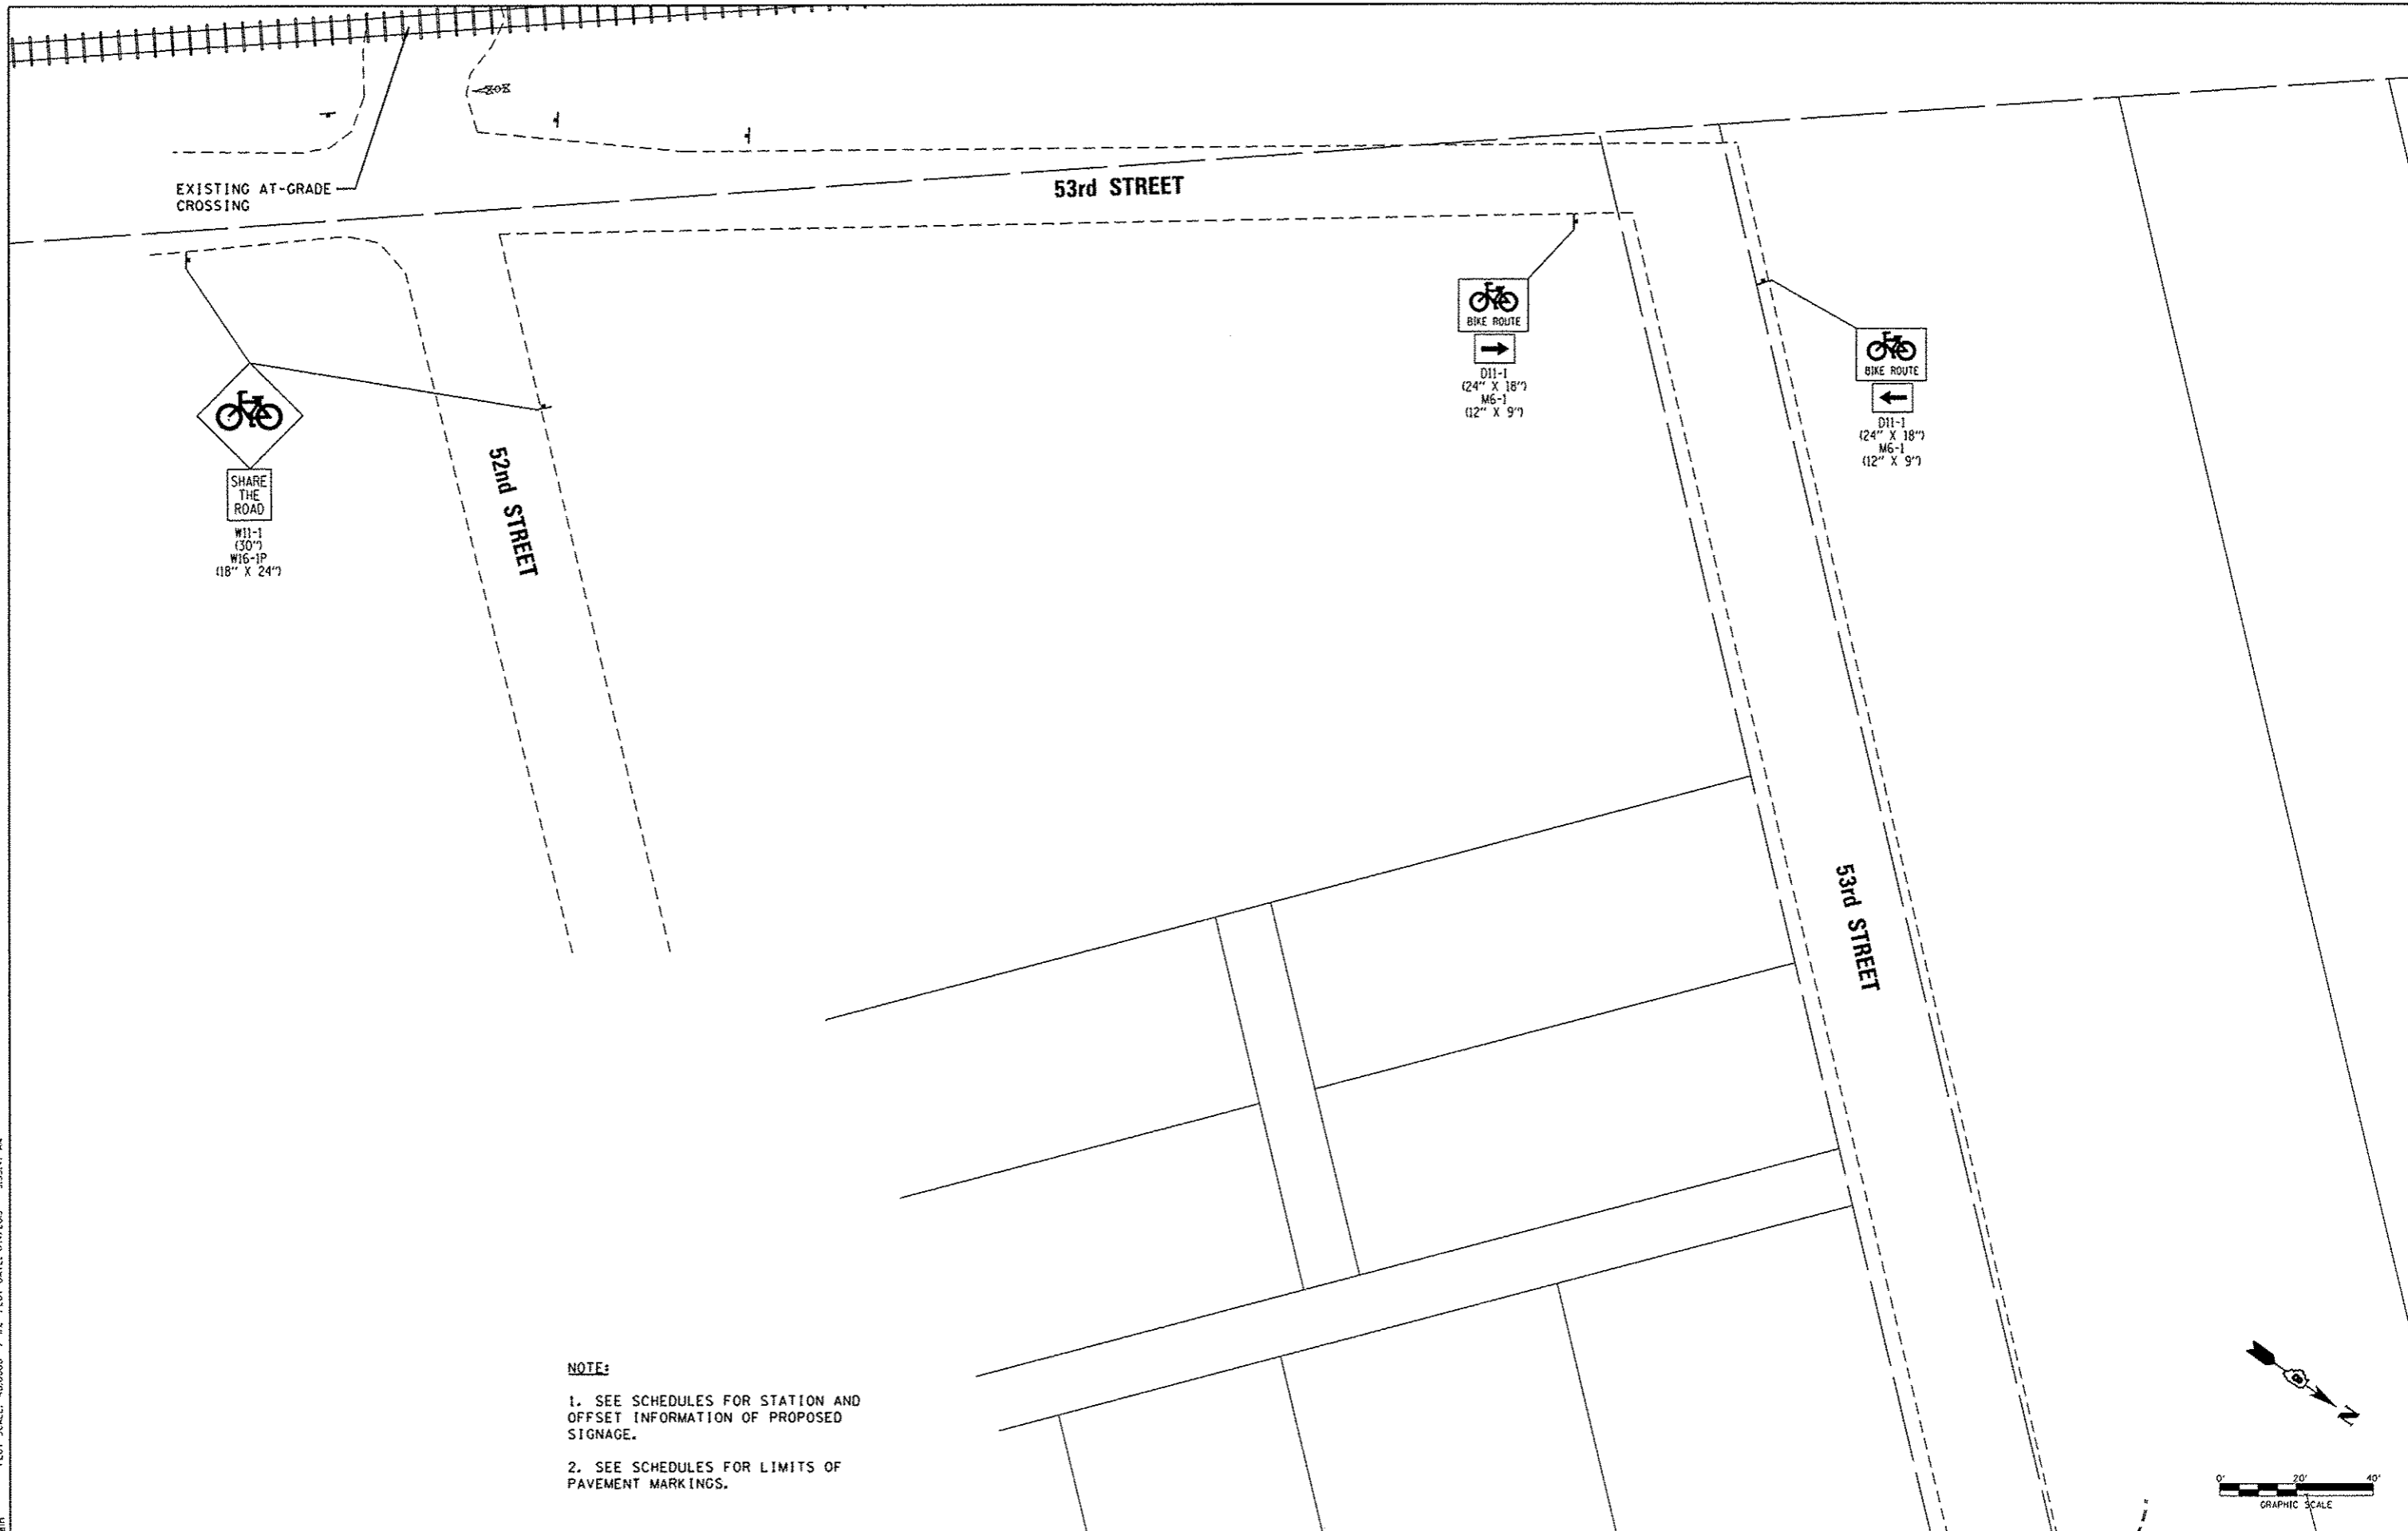 EXISTING AT-GRADE
CROSSING
53rd STREET
BIKE ROUTE
D11-1
(24" X 18")
M6-1
(12" X 9")
BIKE ROUTE
D11-1
(24" X 18")
M6-1
(12" X 9")
SHARE
THE
ROAD
W11-1
(30")
W16-1P
(18" X 24")
52nd STREET
53rd STREET
NOTE:
1. SEE SCHEDULES FOR STATION AND
OFFSET INFORMATION OF PROPOSED
SIGNAGE.
2. SEE SCHEDULES FOR LIMITS OF
PAVEMENT MARKINGS.
N
0' 20' 40'
GRAPHIC SCALE